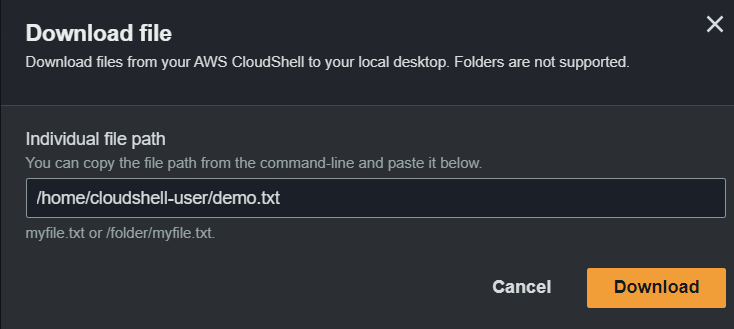 Download file
Download files from your AWS CloudShell to your local desktop. Folders are not supported.
Individual file path
You can copy the file path from the command-line and paste it below.
/home/cloudshell-user/demo.txt
myfile.txt or /folder/myfile.txt.
Cancel Download